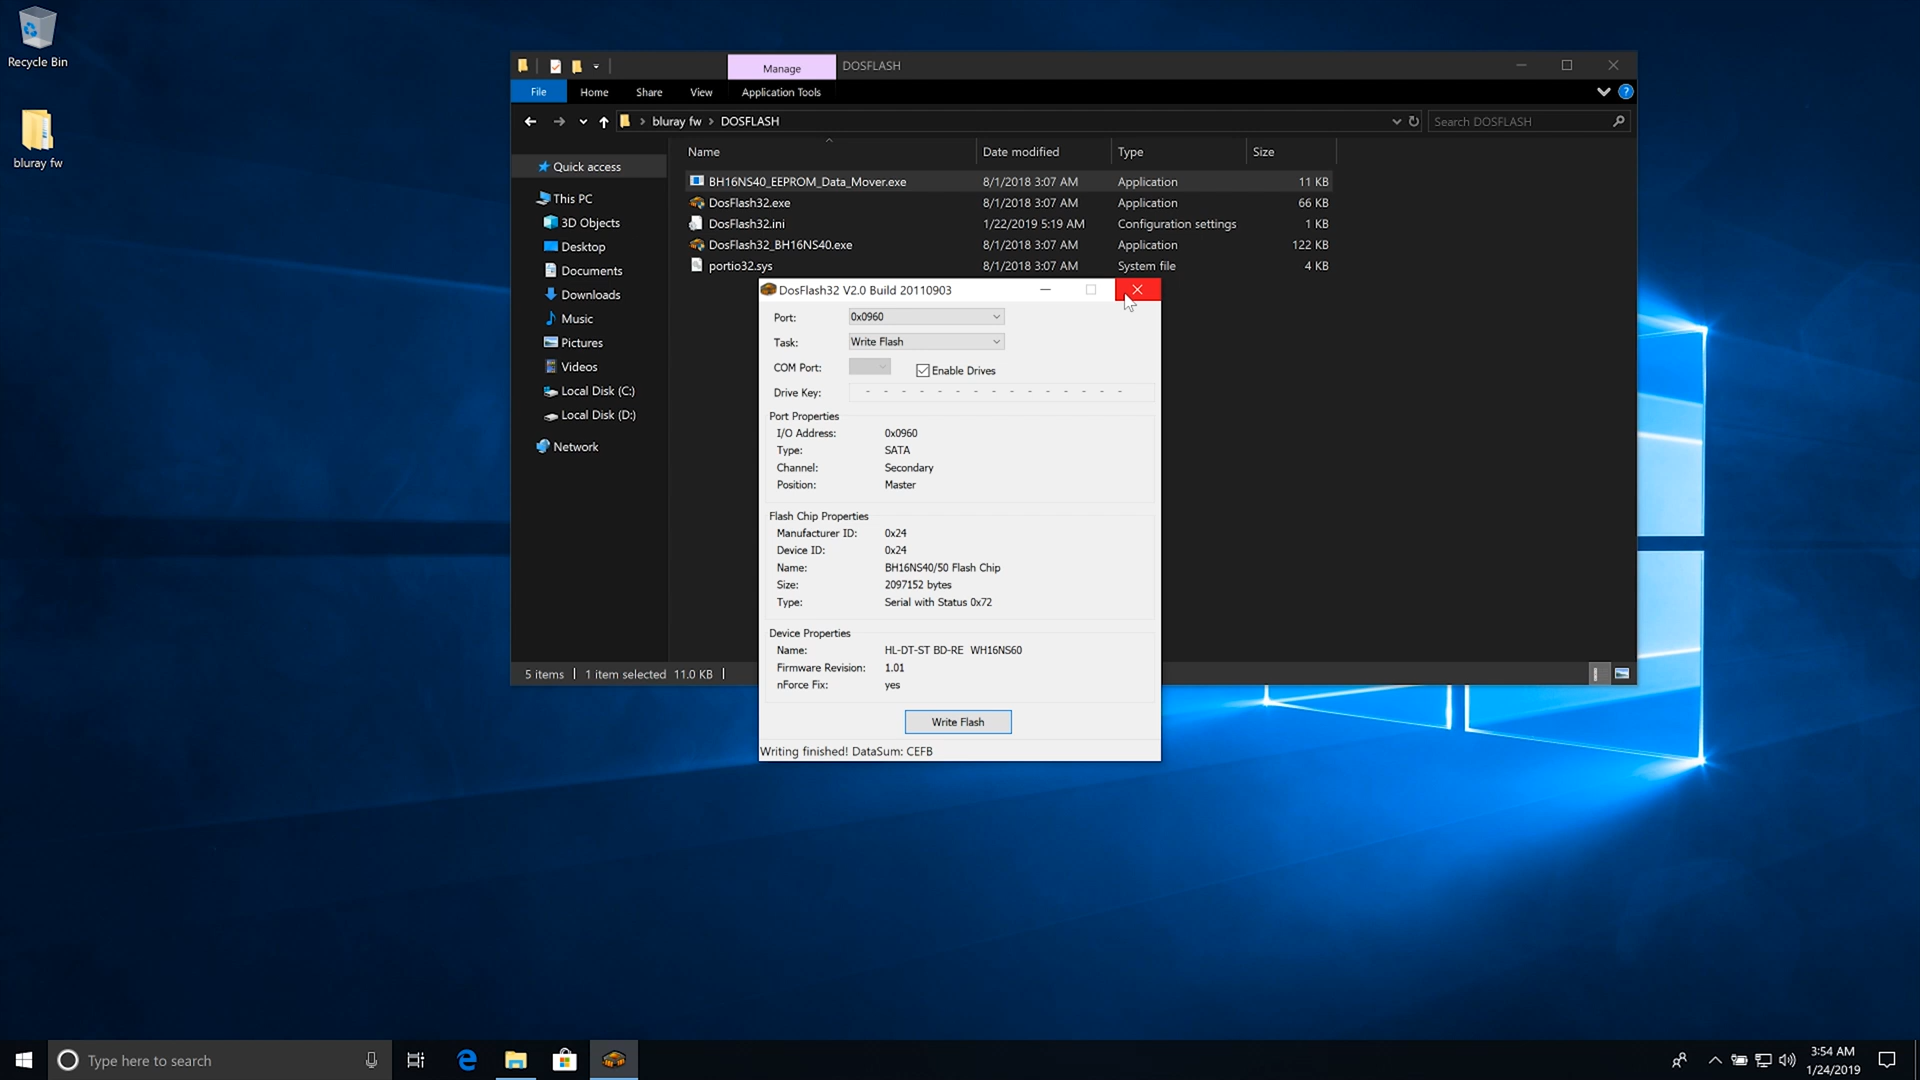 Recycle Bin
bluray fw
Manage
DOSFLASH
File
Home
Share
View
Application Tools
bluray fw
DOSFLASH
Search DOSFLASH
Name
Date modified
Type
Size
Quick access
This PC
3D Objects
Desktop
Documents
Downloads
Music
Pictures
Videos
Local Disk (C:)
Local Disk (D:)
Network
BH16NS40_EEPROM_Data_Mover.exe 8/1/2018 3:07 AM Application 11 KB
DosFlash32.exe 8/1/2018 3:07 AM Application 66 KB
DosFlash32.ini 1/22/2019 5:19 AM Configuration settings 1 KB
DosFlash32_BH16NS40.exe 8/1/2018 3:07 AM Application 122 KB
portio32.sys 8/1/2018 3:07 AM System file 4 KB
5 items 1 item selected 11.0 KB
DosFlash32 V2.0 Build 20110903
Port: 0x0960
Task: Write Flash
COM Port: Enable Drives
Drive Key: - - - - - - - - - - - - - - -
Port Properties
I/O Address: 0x0960
Type: SATA
Channel: Secondary
Position: Master
Flash Chip Properties
Manufacturer ID: 0x24
Device ID: 0x24
Name: BH16NS40/50 Flash Chip
Size: 2097152 bytes
Type: Serial with Status 0x72
Device Properties
Name: HL-DT-ST BD-RE WH16NS60
Firmware Revision: 1.01
nForce Fix: yes
Write Flash
Writing finished! DataSum: CEFB
Type here to search
3:54 AM
1/24/2019